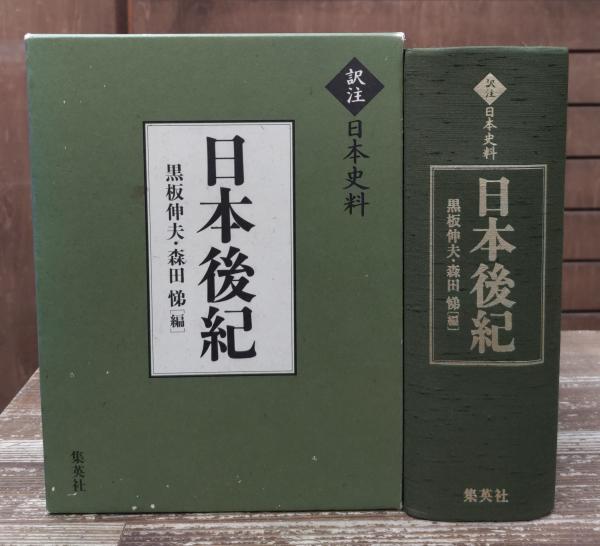 訳注
日本史料
日本後紀
黒板伸夫・森田 悌[編]
集英社
訳注
日本史料
日本後紀
黒板伸夫・森田 悌[編]
集英社